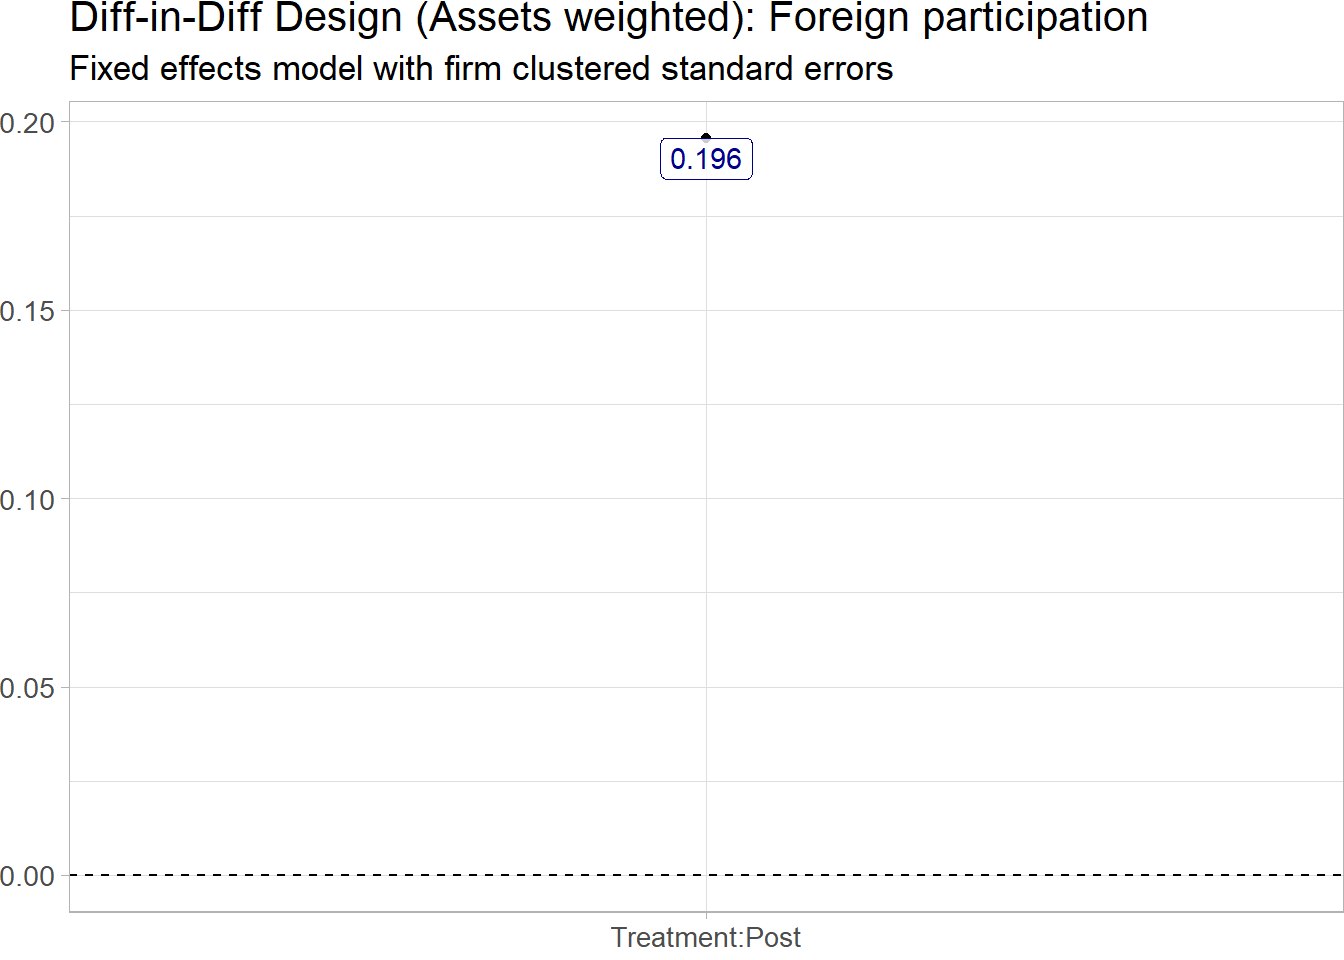 Diff-in-Diff Design (Assets weighted): Foreign participation
Fixed effects model with firm clustered standard errors
0.20
0.196
0.15
0.10
0.05
0.00
Treatment:Post